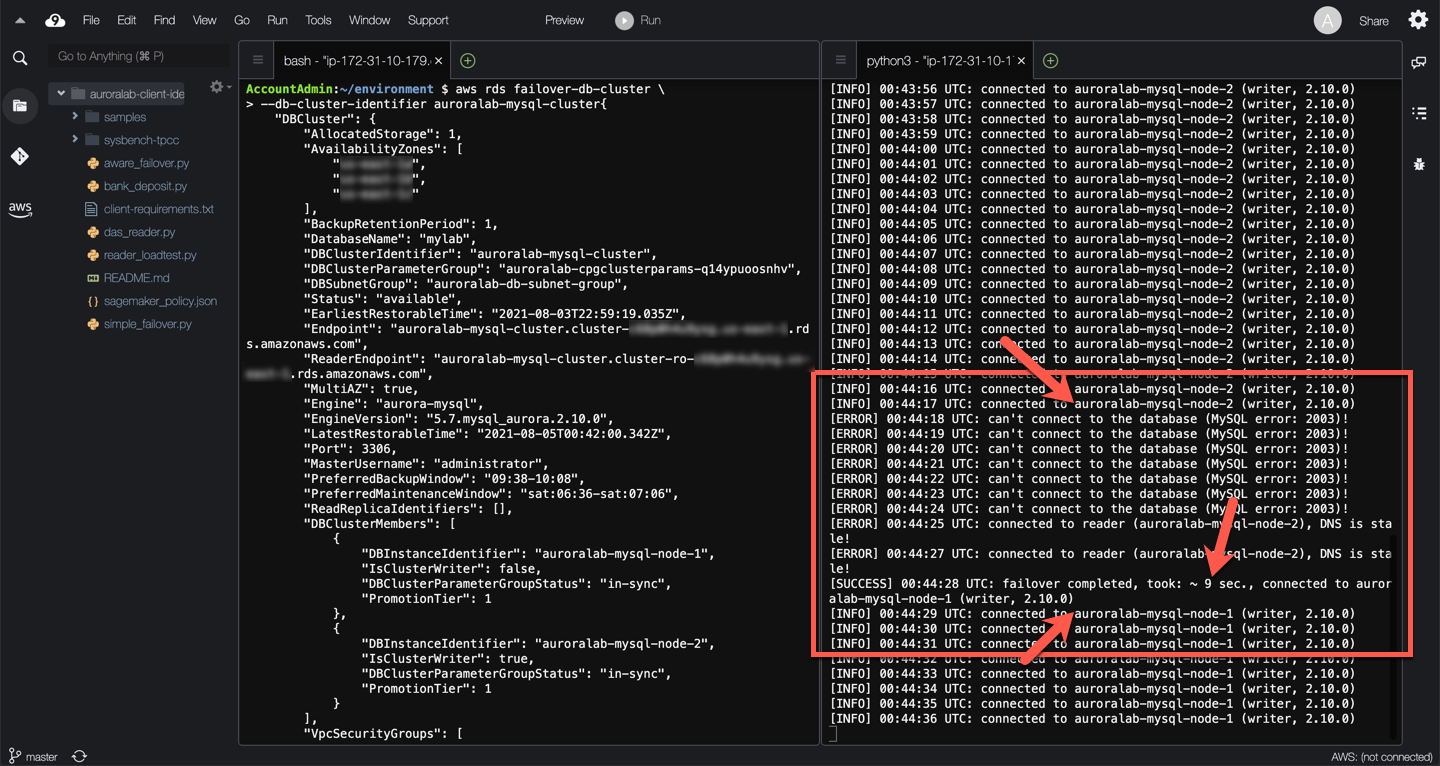 File Edit Find View Go Run Tools Window Support Preview Run A Share
9
Go to Anything (⌘ P)
auroralab-client-ide
samples
sysbench-tpcc
aware_failover.py
bank_deposit.py
client-requirements.txt
das_reader.py
reader_loadtest.py
README.md
sagemaker_policy.json
simple_failover.py
aws
bash - "ip-172-31-10-179. ×
AccountAdmin:~/environment $ aws rds failover-db-cluster \
> --db-cluster-identifier auroralab-mysql-cluster{
"DBCluster": {
"AllocatedStorage": 1,
"AvailabilityZones": [
"
",
"
",
"
"
],
"BackupRetentionPeriod": 1,
"DatabaseName": "mylab",
"DBClusterIdentifier": "auroralab-mysql-cluster",
"DBClusterParameterGroup": "auroralab-cpgclusterparams-q14ypuoosnhv",
"DBSubnetGroup": "auroralab-db-subnet-group",
"Status": "available",
"EarliestRestorableTime": "2021-08-03T22:59:19.035Z",
"Endpoint": "auroralab-mysql-cluster.cluster- .rd
s.amazonaws.com",
"ReaderEndpoint": "auroralab-mysql-cluster.cluster-ro-
.rds.amazonaws.com",
"MultiAZ": true,
"Engine": "aurora-mysql",
"EngineVersion": "5.7.mysql_aurora.2.10.0",
"LatestRestorableTime": "2021-08-05T00:42:00.342Z",
"Port": 3306,
"MasterUsername": "administrator",
"PreferredBackupWindow": "09:38-10:08",
"PreferredMaintenanceWindow": "sat:06:36-sat:07:06",
"ReadReplicaIdentifiers": [],
"DBClusterMembers": [
{
"DBInstanceIdentifier": "auroralab-mysql-node-1",
"IsClusterWriter": false,
"DBClusterParameterGroupStatus": "in-sync",
"PromotionTier": 1
},
{
"DBInstanceIdentifier": "auroralab-mysql-node-2",
"IsClusterWriter": true,
"DBClusterParameterGroupStatus": "in-sync",
"PromotionTier": 1
}
],
"VpcSecurityGroups": [
python3 - "ip-172-31-10-1 ×
[INFO] 00:43:56 UTC: connected to auroralab-mysql-node-2 (writer, 2.10.0)
[INFO] 00:43:57 UTC: connected to auroralab-mysql-node-2 (writer, 2.10.0)
[INFO] 00:43:58 UTC: connected to auroralab-mysql-node-2 (writer, 2.10.0)
[INFO] 00:43:59 UTC: connected to auroralab-mysql-node-2 (writer, 2.10.0)
[INFO] 00:44:00 UTC: connected to auroralab-mysql-node-2 (writer, 2.10.0)
[INFO] 00:44:01 UTC: connected to auroralab-mysql-node-2 (writer, 2.10.0)
[INFO] 00:44:02 UTC: connected to auroralab-mysql-node-2 (writer, 2.10.0)
[INFO] 00:44:03 UTC: connected to auroralab-mysql-node-2 (writer, 2.10.0)
[INFO] 00:44:04 UTC: connected to auroralab-mysql-node-2 (writer, 2.10.0)
[INFO] 00:44:05 UTC: connected to auroralab-mysql-node-2 (writer, 2.10.0)
[INFO] 00:44:06 UTC: connected to auroralab-mysql-node-2 (writer, 2.10.0)
[INFO] 00:44:07 UTC: connected to auroralab-mysql-node-2 (writer, 2.10.0)
[INFO] 00:44:08 UTC: connected to auroralab-mysql-node-2 (writer, 2.10.0)
[INFO] 00:44:09 UTC: connected to auroralab-mysql-node-2 (writer, 2.10.0)
[INFO] 00:44:10 UTC: connected to auroralab-mysql-node-2 (writer, 2.10.0)
[INFO] 00:44:11 UTC: connected to auroralab-mysql-node-2 (writer, 2.10.0)
[INFO] 00:44:12 UTC: connected to auroralab-mysql-node-2 (writer, 2.10.0)
[INFO] 00:44:13 UTC: connected to auroralab-mysql-node-2 (writer, 2.10.0)
[INFO] 00:44:14 UTC: connected to auroralab-mysql-node-2 (writer, 2.10.0)
[INFO] 00:44:15 UTC: connected to auroralab-mysql-node-2 (writer, 2.10.0)
[INFO] 00:44:16 UTC: connected to auroralab-mysql-node-2 (writer, 2.10.0)
[INFO] 00:44:17 UTC: connected to auroralab-mysql-node-2 (writer, 2.10.0)
[ERROR] 00:44:18 UTC: can't connect to the database (MySQL error: 2003)!
[ERROR] 00:44:19 UTC: can't connect to the database (MySQL error: 2003)!
[ERROR] 00:44:20 UTC: can't connect to the database (MySQL error: 2003)!
[ERROR] 00:44:21 UTC: can't connect to the database (MySQL error: 2003)!
[ERROR] 00:44:22 UTC: can't connect to the database (MySQL error: 2003)!
[ERROR] 00:44:23 UTC: can't connect to the database (MySQL error: 2003)!
[ERROR] 00:44:24 UTC: can't connect to the database (MySQL error: 2003)!
[ERROR] 00:44:25 UTC: connected to reader (auroralab-mysql-node-2), DNS is sta
le!
[ERROR] 00:44:27 UTC: connected to reader (auroralab-mysql-node-2), DNS is sta
le!
[SUCCESS] 00:44:28 UTC: failover completed, took: ~ 9 sec., connected to auror
alab-mysql-node-1 (writer, 2.10.0)
[INFO] 00:44:29 UTC: connected to auroralab-mysql-node-1 (writer, 2.10.0)
[INFO] 00:44:30 UTC: connected to auroralab-mysql-node-1 (writer, 2.10.0)
[INFO] 00:44:31 UTC: connected to auroralab-mysql-node-1 (writer, 2.10.0)
[INFO] 00:44:32 UTC: connected to auroralab-mysql-node-1 (writer, 2.10.0)
[INFO] 00:44:33 UTC: connected to auroralab-mysql-node-1 (writer, 2.10.0)
[INFO] 00:44:34 UTC: connected to auroralab-mysql-node-1 (writer, 2.10.0)
[INFO] 00:44:35 UTC: connected to auroralab-mysql-node-1 (writer, 2.10.0)
[INFO] 00:44:36 UTC: connected to auroralab-mysql-node-1 (writer, 2.10.0)
master
AWS: (not connected)